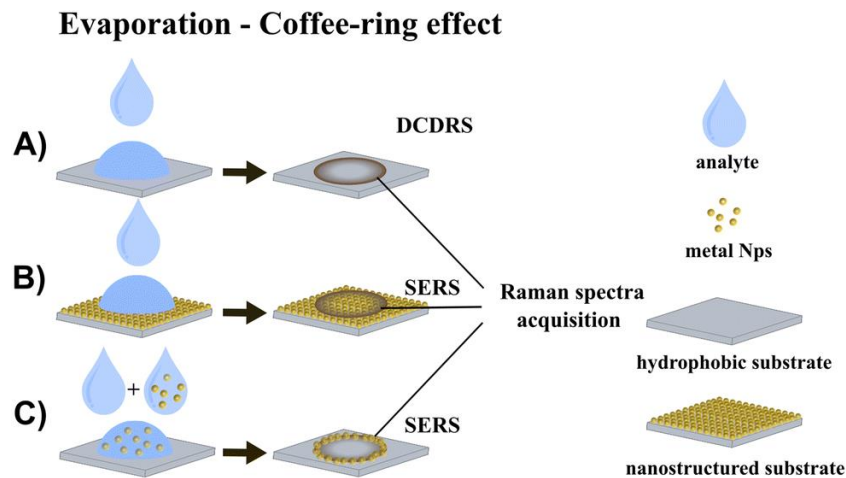 Evaporation - Coffee-ring effect
A)
DCDRS
B)
SERS
+
C)
SERS
Raman spectra
acquisition
analyte
metal Nps
hydrophobic substrate
nanostructured substrate